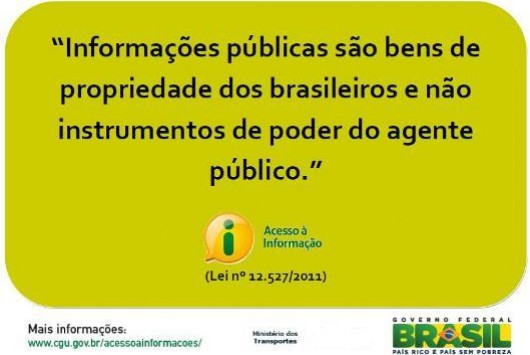 “Informações públicas são bens de
propriedade dos brasileiros e não
instrumentos de poder do agente
público.”
Acesso à
Informação
(Lei nº 12.527/2011)
Mais informações:
www.cgu.gov.br/acessoainformacoes/
Ministério dos
Transportes
GOVERNO FEDERAL
BRASIL
PAÍS RICO É PAÍS SEM POBREZA